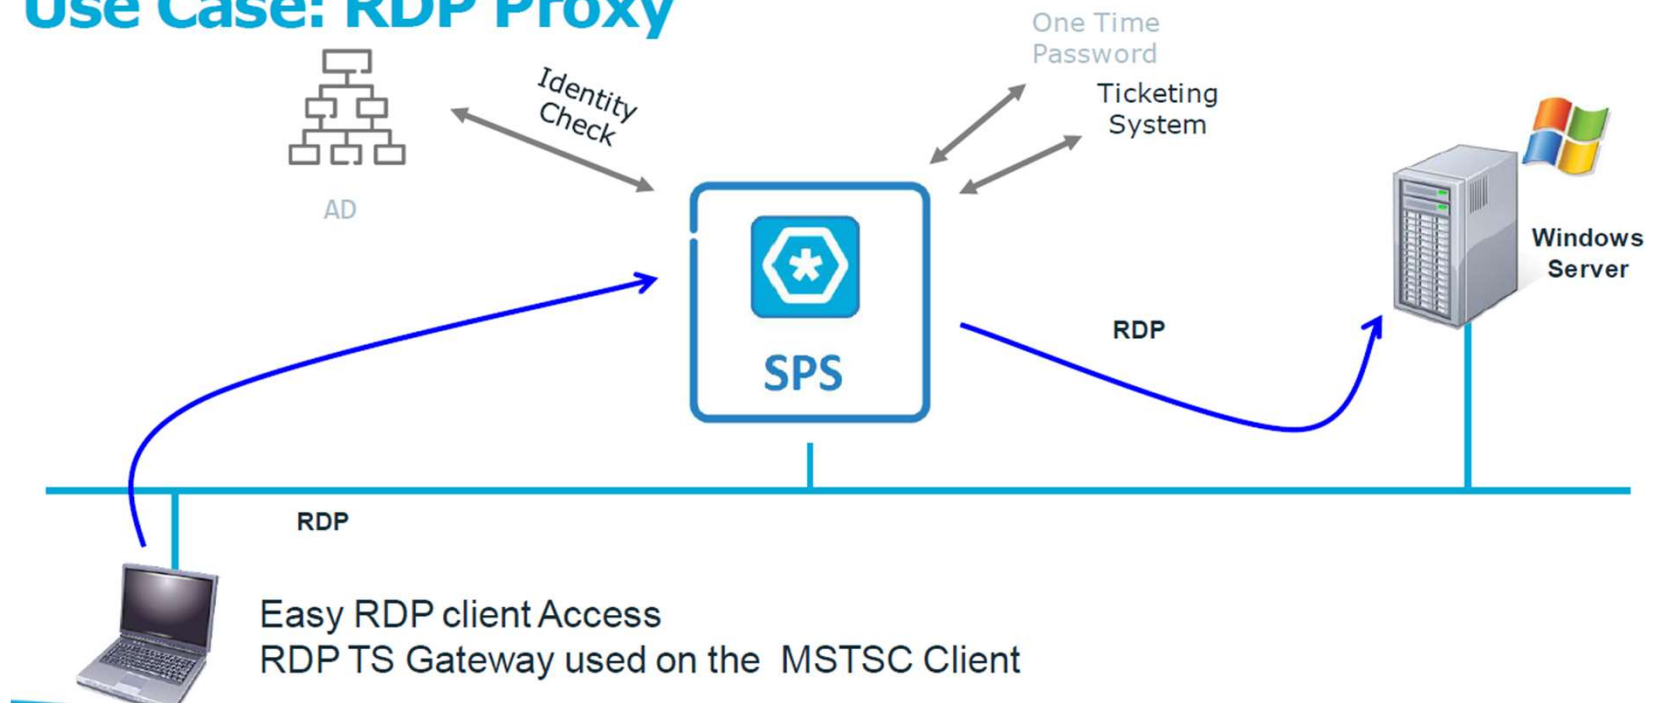 Use Case: RDP Proxy
One Time
Password
Identity
Check
Ticketing
System
AD
Windows
Server
SPS
RDP
RDP
Easy RDP client Access
RDP TS Gateway used on the MSTSC Client